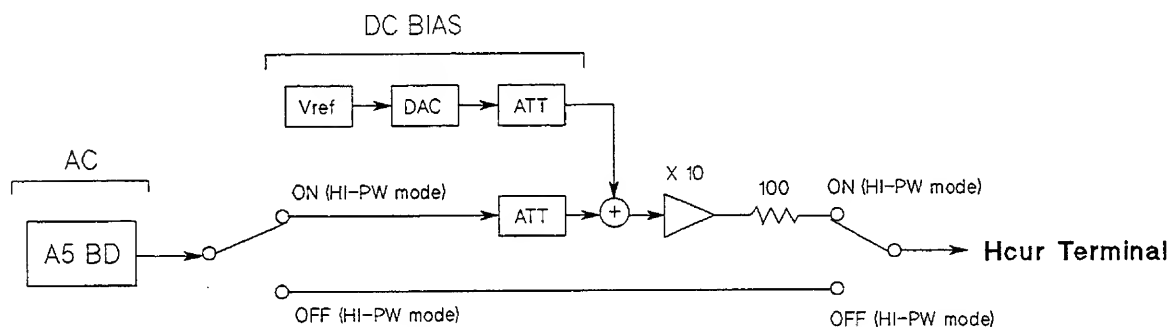 DC BIAS
Vref
DAC
ATT
AC
ON (HI-PW mode)
X 10
100
ON (HI-PW mode)
A5 BD
ATT
+
Hcur Terminal
OFF (HI-PW mode)
OFF (HI-PW mode)